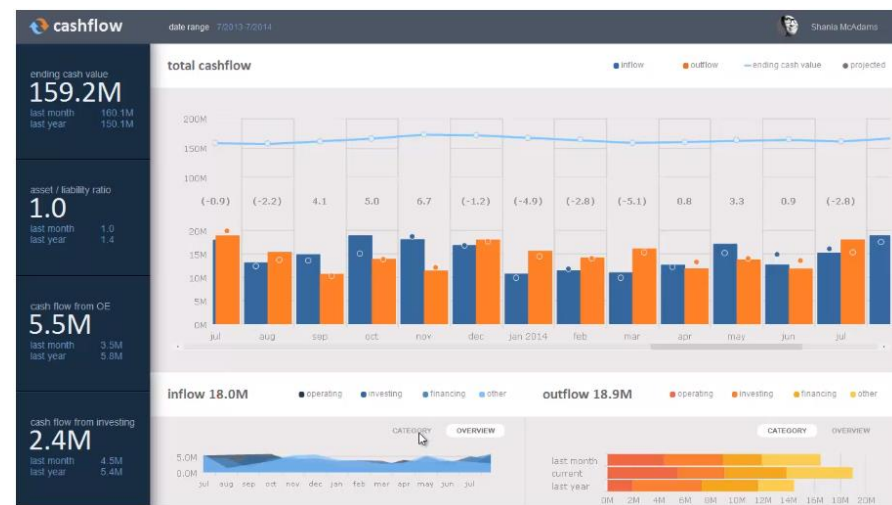 cashflow
date range 7/2013-7/2014
Shania McAdams
ending cash value
159.2M
last month 160.1M
last year 150.1M
asset / liability ratio
1.0
last month 1.0
last year 1.4
cash flow from OE
5.5M
last month 3.5M
last year 5.8M
cash flow from investing
2.4M
last month 4.5M
last year 5.4M
total cashflow
inflow outflow ending cash value projected
200M
150M
100M
(-0.9) (-2.2) 4.1 5.0 6.7 (-1.2) (-4.9) (-2.8) (-5.1) 0.8 3.3 0.9 (-2.8)
20M
15M
10M
5M
0M
jul aug sep oct nov dec jan 2014 feb mar apr may jun jul
inflow 18.0M operating investing financing other
CATEGORY OVERVIEW
5.0M
0.0M
jul aug sep oct nov dec jan feb mar apr may jun jul
outflow 18.9M operating investing financing other
CATEGORY OVERVIEW
last month
current
last year
0M 2M 4M 6M 8M 10M 12M 14M 16M 18M 20M